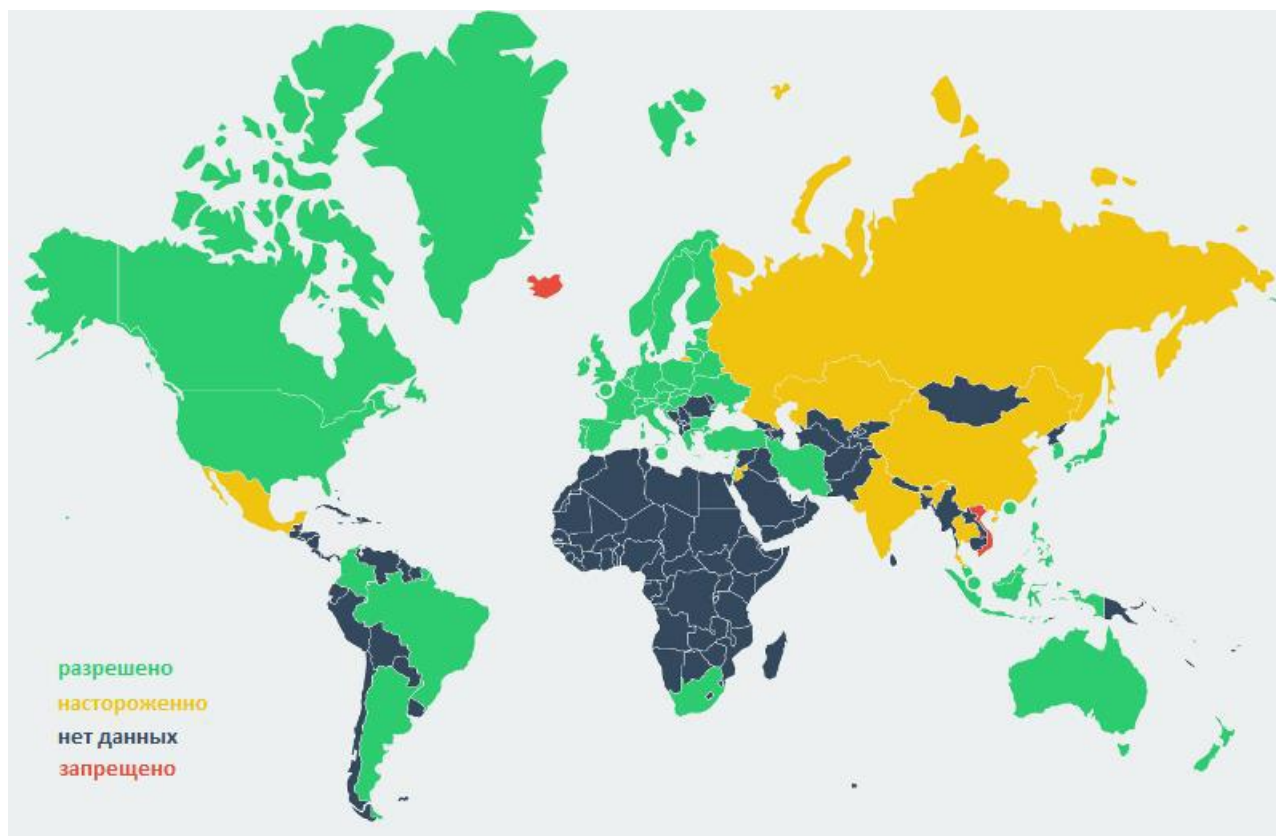 разрешено
настороженно
нет данных
запрещено